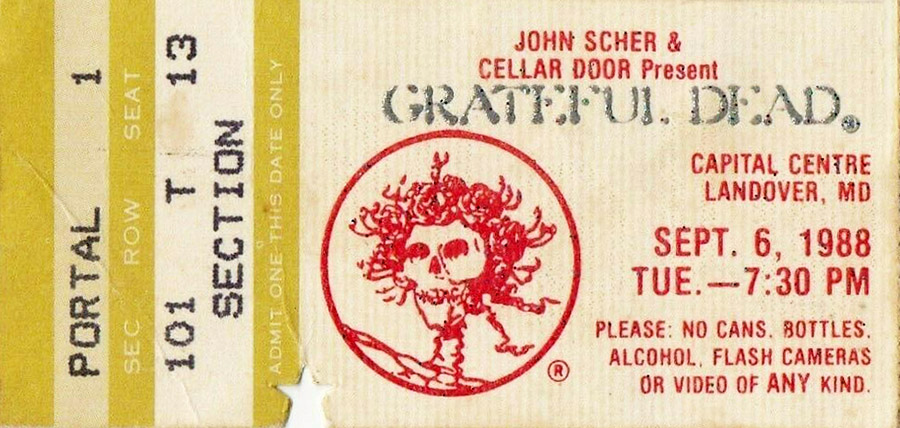 PORTAL 1
SEC ROW SEAT
101 T 13
SECTION
ADMIT ONE THIS DATE ONLY
JOHN SCHER &
CELLAR DOOR Present
GRATEFUL DEAD®
CAPITAL CENTRE
LANDOVER, MD
SEPT. 6, 1988
TUE.—7:30 PM
PLEASE: NO CANS, BOTTLES,
ALCOHOL, FLASH CAMERAS
OR VIDEO OF ANY KIND.
®